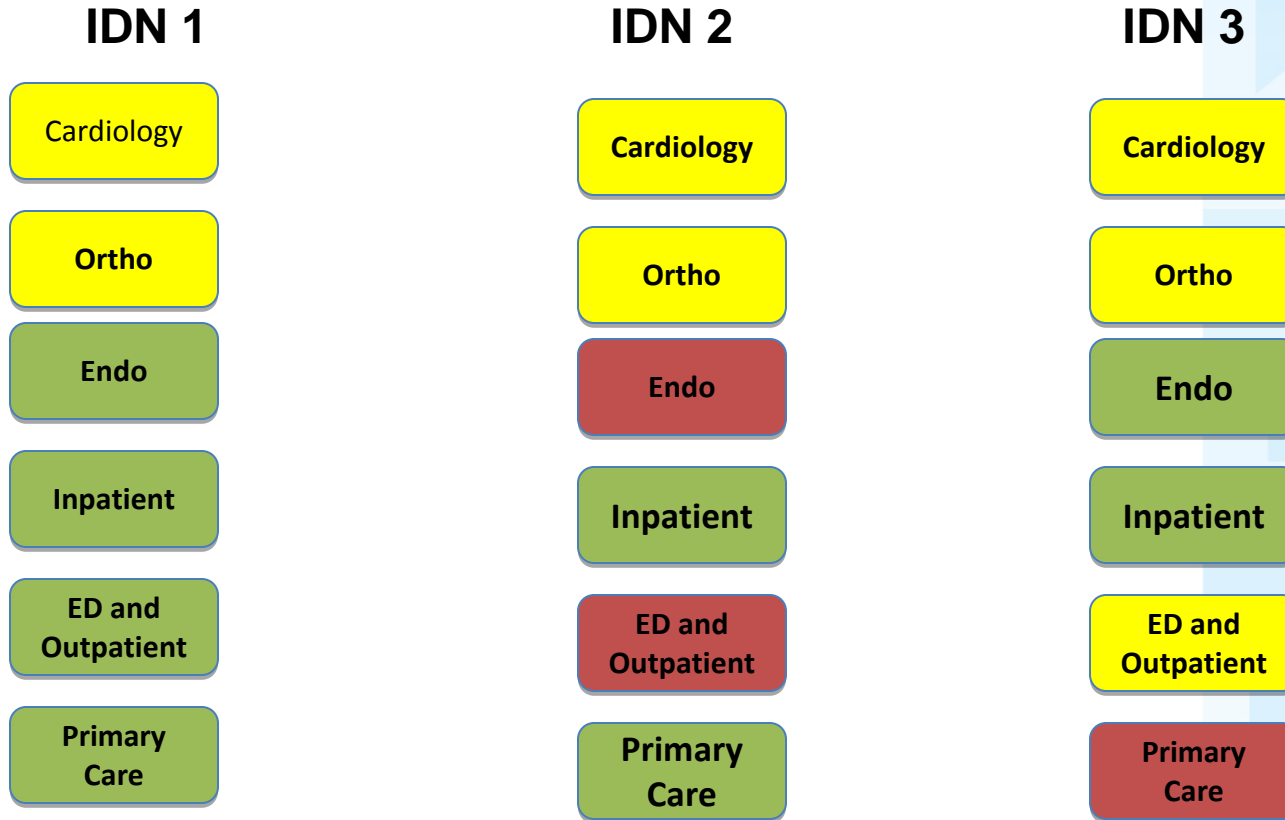 IDN 1
Cardiology
Ortho
Endo
Inpatient
ED and
Outpatient
Primary
Care
IDN 2
Cardiology
Ortho
Endo
Inpatient
ED and
Outpatient
Primary
Care
IDN 3
Cardiology
Ortho
Endo
Inpatient
ED and
Outpatient
Primary
Care